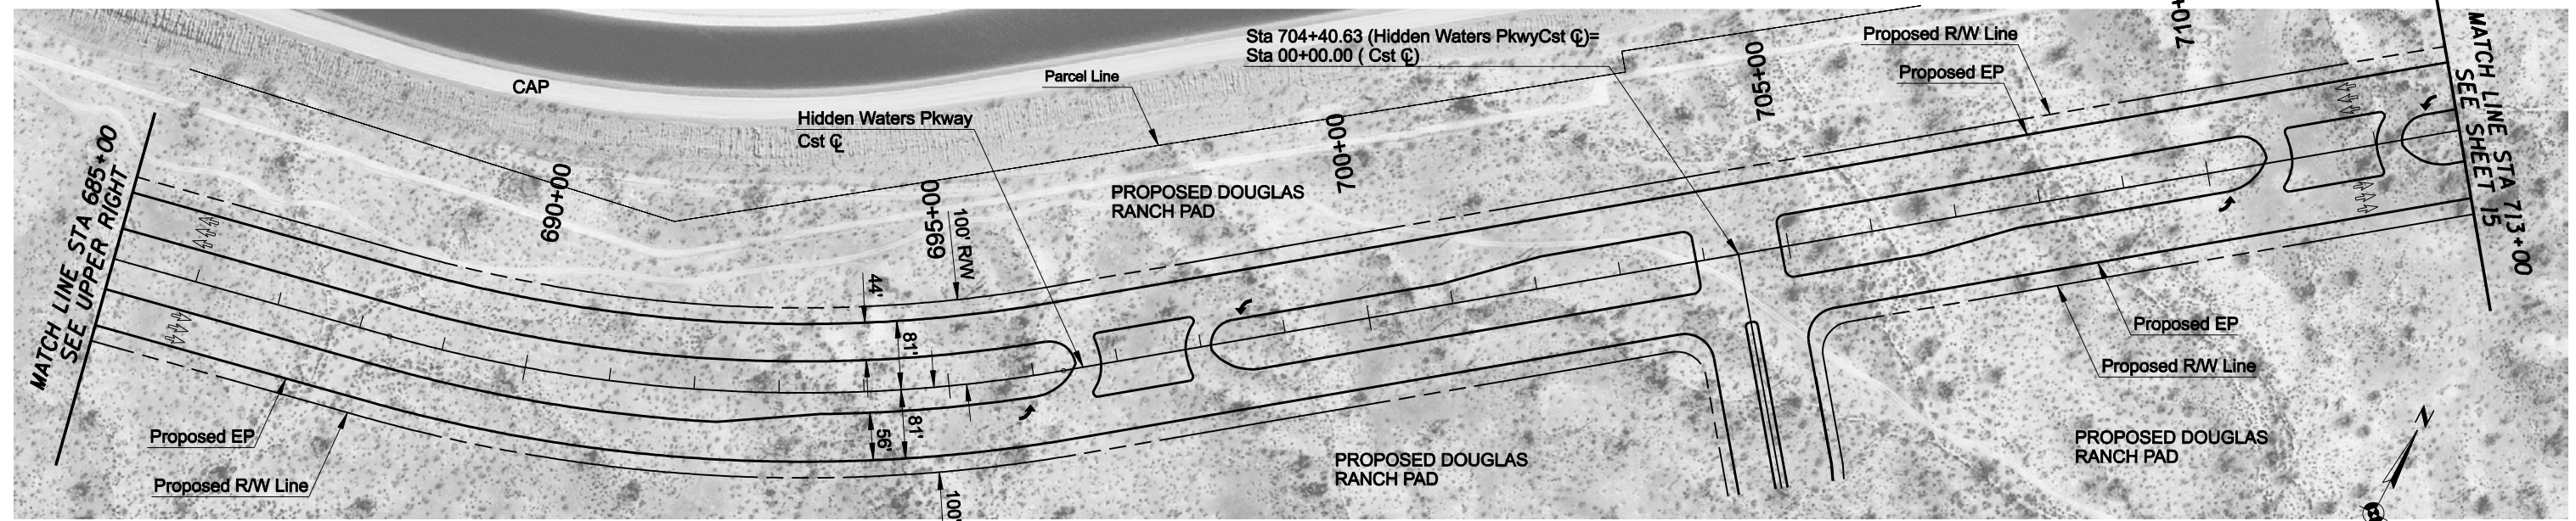 MATCH LINE STA 685+00
SEE UPPER RIGHT
CAP
690+00
695+00
100' R/W
44'
81'
81'
56'
100'
Hidden Waters Pkway
Cst ℄
Parcel Line
PROPOSED DOUGLAS
RANCH PAD
Sta 704+40.63 (Hidden Waters PkwyCst ℄)=
Sta 00+00.00 ( Cst ℄)
700+00
705+00
Proposed R/W Line
Proposed EP
MATCH LINE STA 713+00
SEE SHEET 15
Proposed EP
Proposed R/W Line
PROPOSED DOUGLAS
RANCH PAD
Proposed EP
Proposed R/W Line
PROPOSED DOUGLAS
RANCH PAD
N